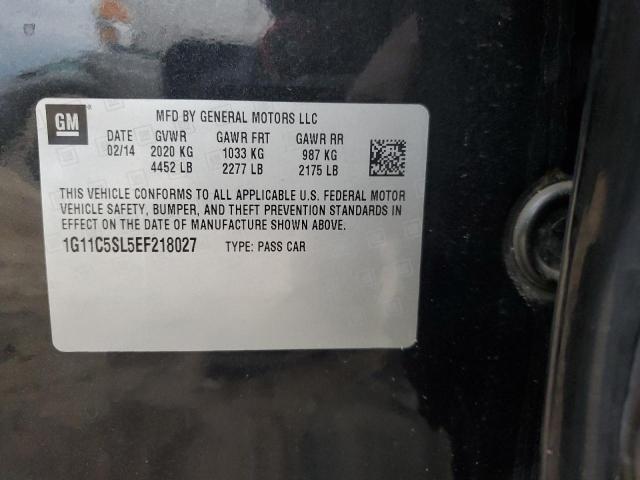 GM
MFD BY GENERAL MOTORS LLC
DATE GVWR GAWR FRT GAWR RR
02/14 2020 KG 1033 KG 987 KG
4452 LB 2277 LB 2175 LB
THIS VEHICLE CONFORMS TO ALL APPLICABLE U.S. FEDERAL MOTOR
VEHICLE SAFETY, BUMPER, AND THEFT PREVENTION STANDARDS IN
EFFECT ON THE DATE OF MANUFACTURE SHOWN ABOVE.
1G11C5SL5EF218027 TYPE: PASS CAR